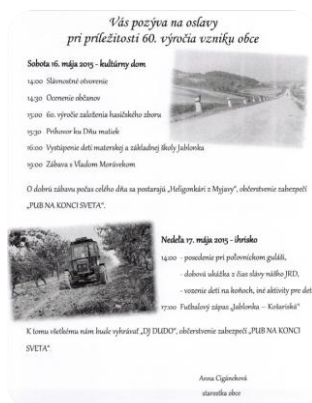 Vás pozýva na oslavy
pri príležitosti 60. výročia vzniku obce
Sobota 16. mája 2015 - kultúrny dom
14:00 Slávnostné otvorenie
14:30 Ocenenie občanov
15:00 60. výročie založenia hasičského zboru
15:30 Príhovor ku Dňu matiek
16:00 Vystúpenie detí materskej a základnej školy Jablonka
19:00 Zábava s Vladom Morávekom
O dobrú zábavu počas celého dňa sa postarajú „Heligonkári z Myjavy“, občerstvenie zabezpečí
„PUB NA KONCI SVETA“.
Nedeľa 17. mája 2015 - ihrisko
14:00 - posedenie pri poľovníckom guláši,
- dobová ukážka z čias slávy nášho JRD,
- vozenie detí na koňoch, iné aktivity pre deti
17:00 Futbalový zápas „Jablonka – Košariská“
K tomu všetkému nám bude vyhrávať „DJ DUDO“, občerstvenie zabezpečí „PUB NA KONCI
SVETA“.
Anna Cigáneková
starostka obce